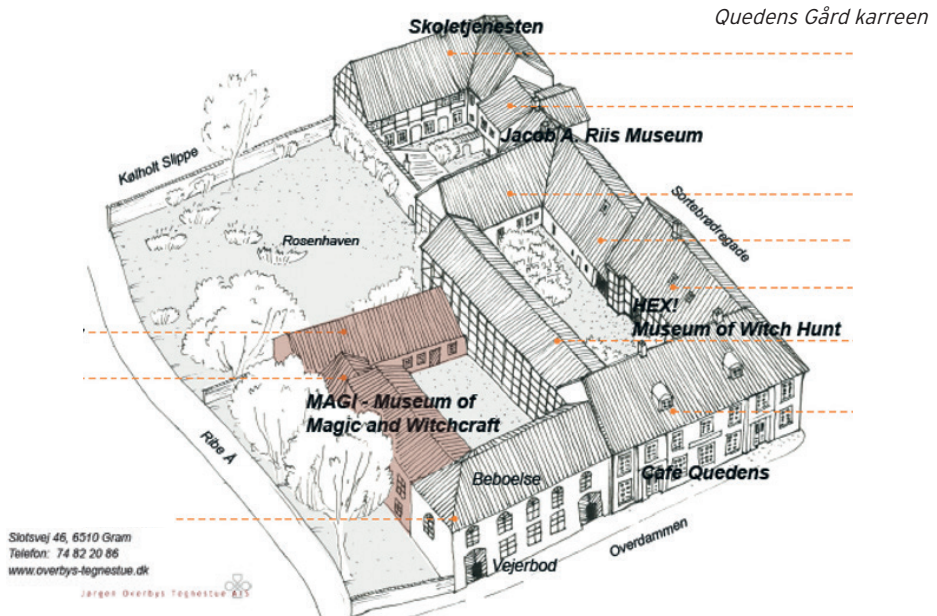 Quedens Gård karreen
Skoletjenesten
Jacob A. Riis Museum
Kølholt Slippe
Sortebrødregade
Rosenhaven
HEX!
Museum of Witch Hunt
MAGI - Museum of
Magic and Witchcraft
Ribe Å
Beboelse
Café Quedens
Overdammen
Vejerbod
Slotsvej 46, 6510 Gram
Telefon: 74 82 20 86
www.overbys-tegnestue.dk
Jørgen Overbys Tegnestue A/S